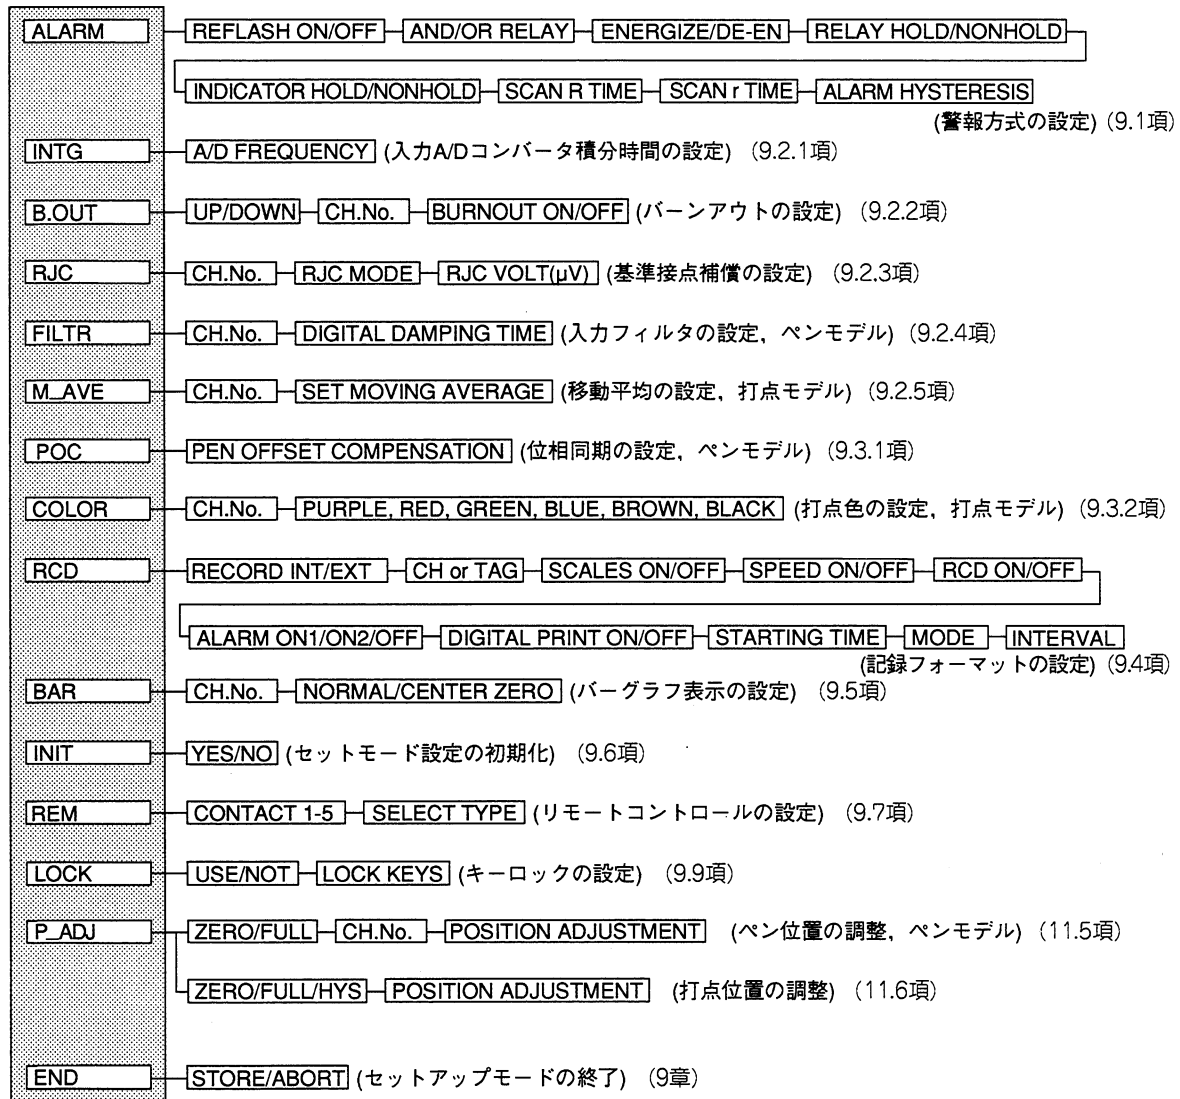 ALARM REFLASH ON/OFF AND/OR RELAY ENERGIZE/DE-EN RELAY HOLD/NONHOLD
INDICATOR HOLD/NONHOLD SCAN R TIME SCAN r TIME ALARM HYSTERESIS
(警報方式の設定) (9.1項)
INTG A/D FREQUENCY (入力A/Dコンバータ積分時間の設定) (9.2.1項)
B.OUT UP/DOWN CH.No. BURNOUT ON/OFF (バーンアウトの設定) (9.2.2項)
RJC CH.No. RJC MODE RJC VOLT(µV) (基準接点補償の設定) (9.2.3項)
FILTR CH.No. DIGITAL DAMPING TIME (入力フィルタの設定, ペンモデル) (9.2.4項)
M_AVE CH.No. SET MOVING AVERAGE (移動平均の設定, 打点モデル) (9.2.5項)
POC PEN OFFSET COMPENSATION (位相同期の設定, ペンモデル) (9.3.1項)
COLOR CH.No. PURPLE, RED, GREEN, BLUE, BROWN, BLACK (打点色の設定, 打点モデル) (9.3.2項)
RCD RECORD INT/EXT CH or TAG SCALES ON/OFF SPEED ON/OFF RCD ON/OFF
ALARM ON1/ON2/OFF DIGITAL PRINT ON/OFF STARTING TIME MODE INTERVAL
(記録フォーマットの設定) (9.4項)
BAR CH.No. NORMAL/CENTER ZERO (バーグラフ表示の設定) (9.5項)
INIT YES/NO (セットモード設定の初期化) (9.6項)
REM CONTACT 1-5 SELECT TYPE (リモートコントロールの設定) (9.7項)
LOCK USE/NOT LOCK KEYS (キーロックの設定) (9.9項)
P_ADJ ZERO/FULL CH.No. POSITION ADJUSTMENT (ペン位置の調整, ペンモデル) (11.5項)
ZERO/FULL/HYS POSITION ADJUSTMENT (打点位置の調整) (11.6項)
END STORE/ABORT (セットアップモードの終了) (9章)